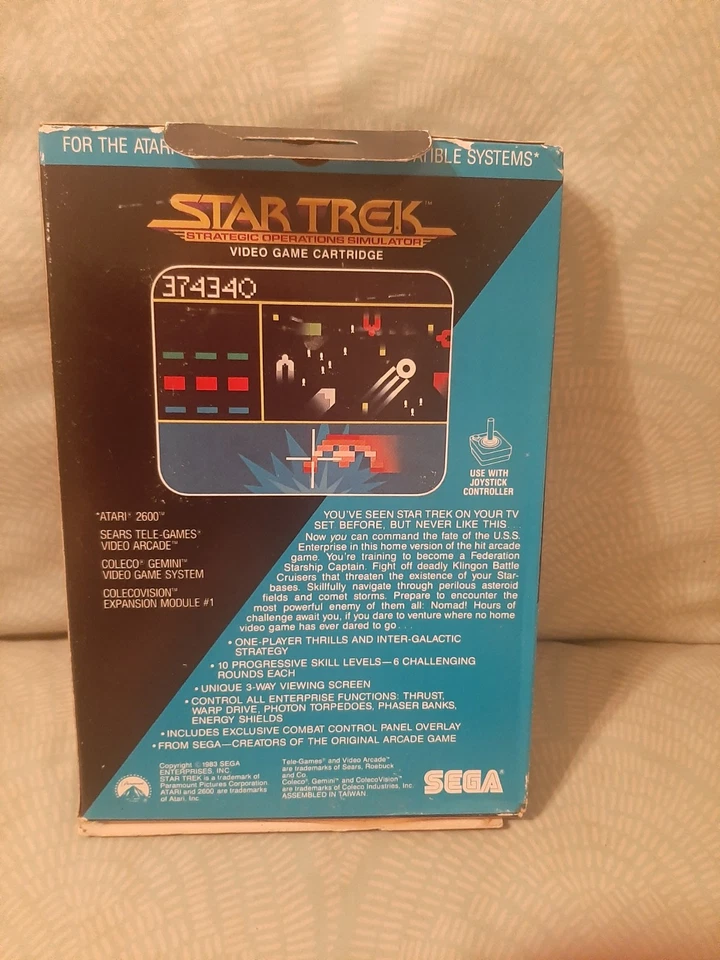 FOR THE ATARI
TIBLE SYSTEMS*
STAR TREK™
STRATEGIC OPERATIONS SIMULATOR
VIDEO GAME CARTRIDGE
374340
USE WITH
JOYSTICK
CONTROLLER
*ATARI® 2600™
SEARS TELE-GAMES®
VIDEO ARCADE™
COLECO® GEMINI™
VIDEO GAME SYSTEM
COLECOVISION™
EXPANSION MODULE #1
YOU'VE SEEN STAR TREK ON YOUR TV
SET BEFORE, BUT NEVER LIKE THIS...
Now you can command the fate of the U.S.S.
Enterprise in this home version of the hit arcade
game. You're training to become a Federation
Starship Captain. Fight off deadly Klingon Battle
Cruisers that threaten the existence of your Star-
bases. Skillfully navigate through perilous asteroid
fields and comet storms. Prepare to encounter the
most powerful enemy of them all: Nomad! Hours of
challenge await you, if you dare to venture where no home
video game has ever dared to go...
• ONE-PLAYER THRILLS AND INTER-GALACTIC
STRATEGY
• 10 PROGRESSIVE SKILL LEVELS—6 CHALLENGING
ROUNDS EACH
• UNIQUE 3-WAY VIEWING SCREEN
• CONTROL ALL ENTERPRISE FUNCTIONS: THRUST,
WARP DRIVE, PHOTON TORPEDOES, PHASER BANKS,
ENERGY SHIELDS
• INCLUDES EXCLUSIVE COMBAT CONTROL PANEL OVERLAY
• FROM SEGA—CREATORS OF THE ORIGINAL ARCADE GAME
Copyright © 1983 SEGA
ENTERPRISES, INC.
STAR TREK is a trademark of
Paramount Pictures Corporation.
ATARI and 2600 are trademarks
of Atari, Inc.
Tele-Games® and Video Arcade™
are trademarks of Sears, Roebuck
and Co.
Coleco®, Gemini™ and ColecoVision™
are trademarks of Coleco Industries, Inc.
ASSEMBLED IN TAIWAN
SEGA®